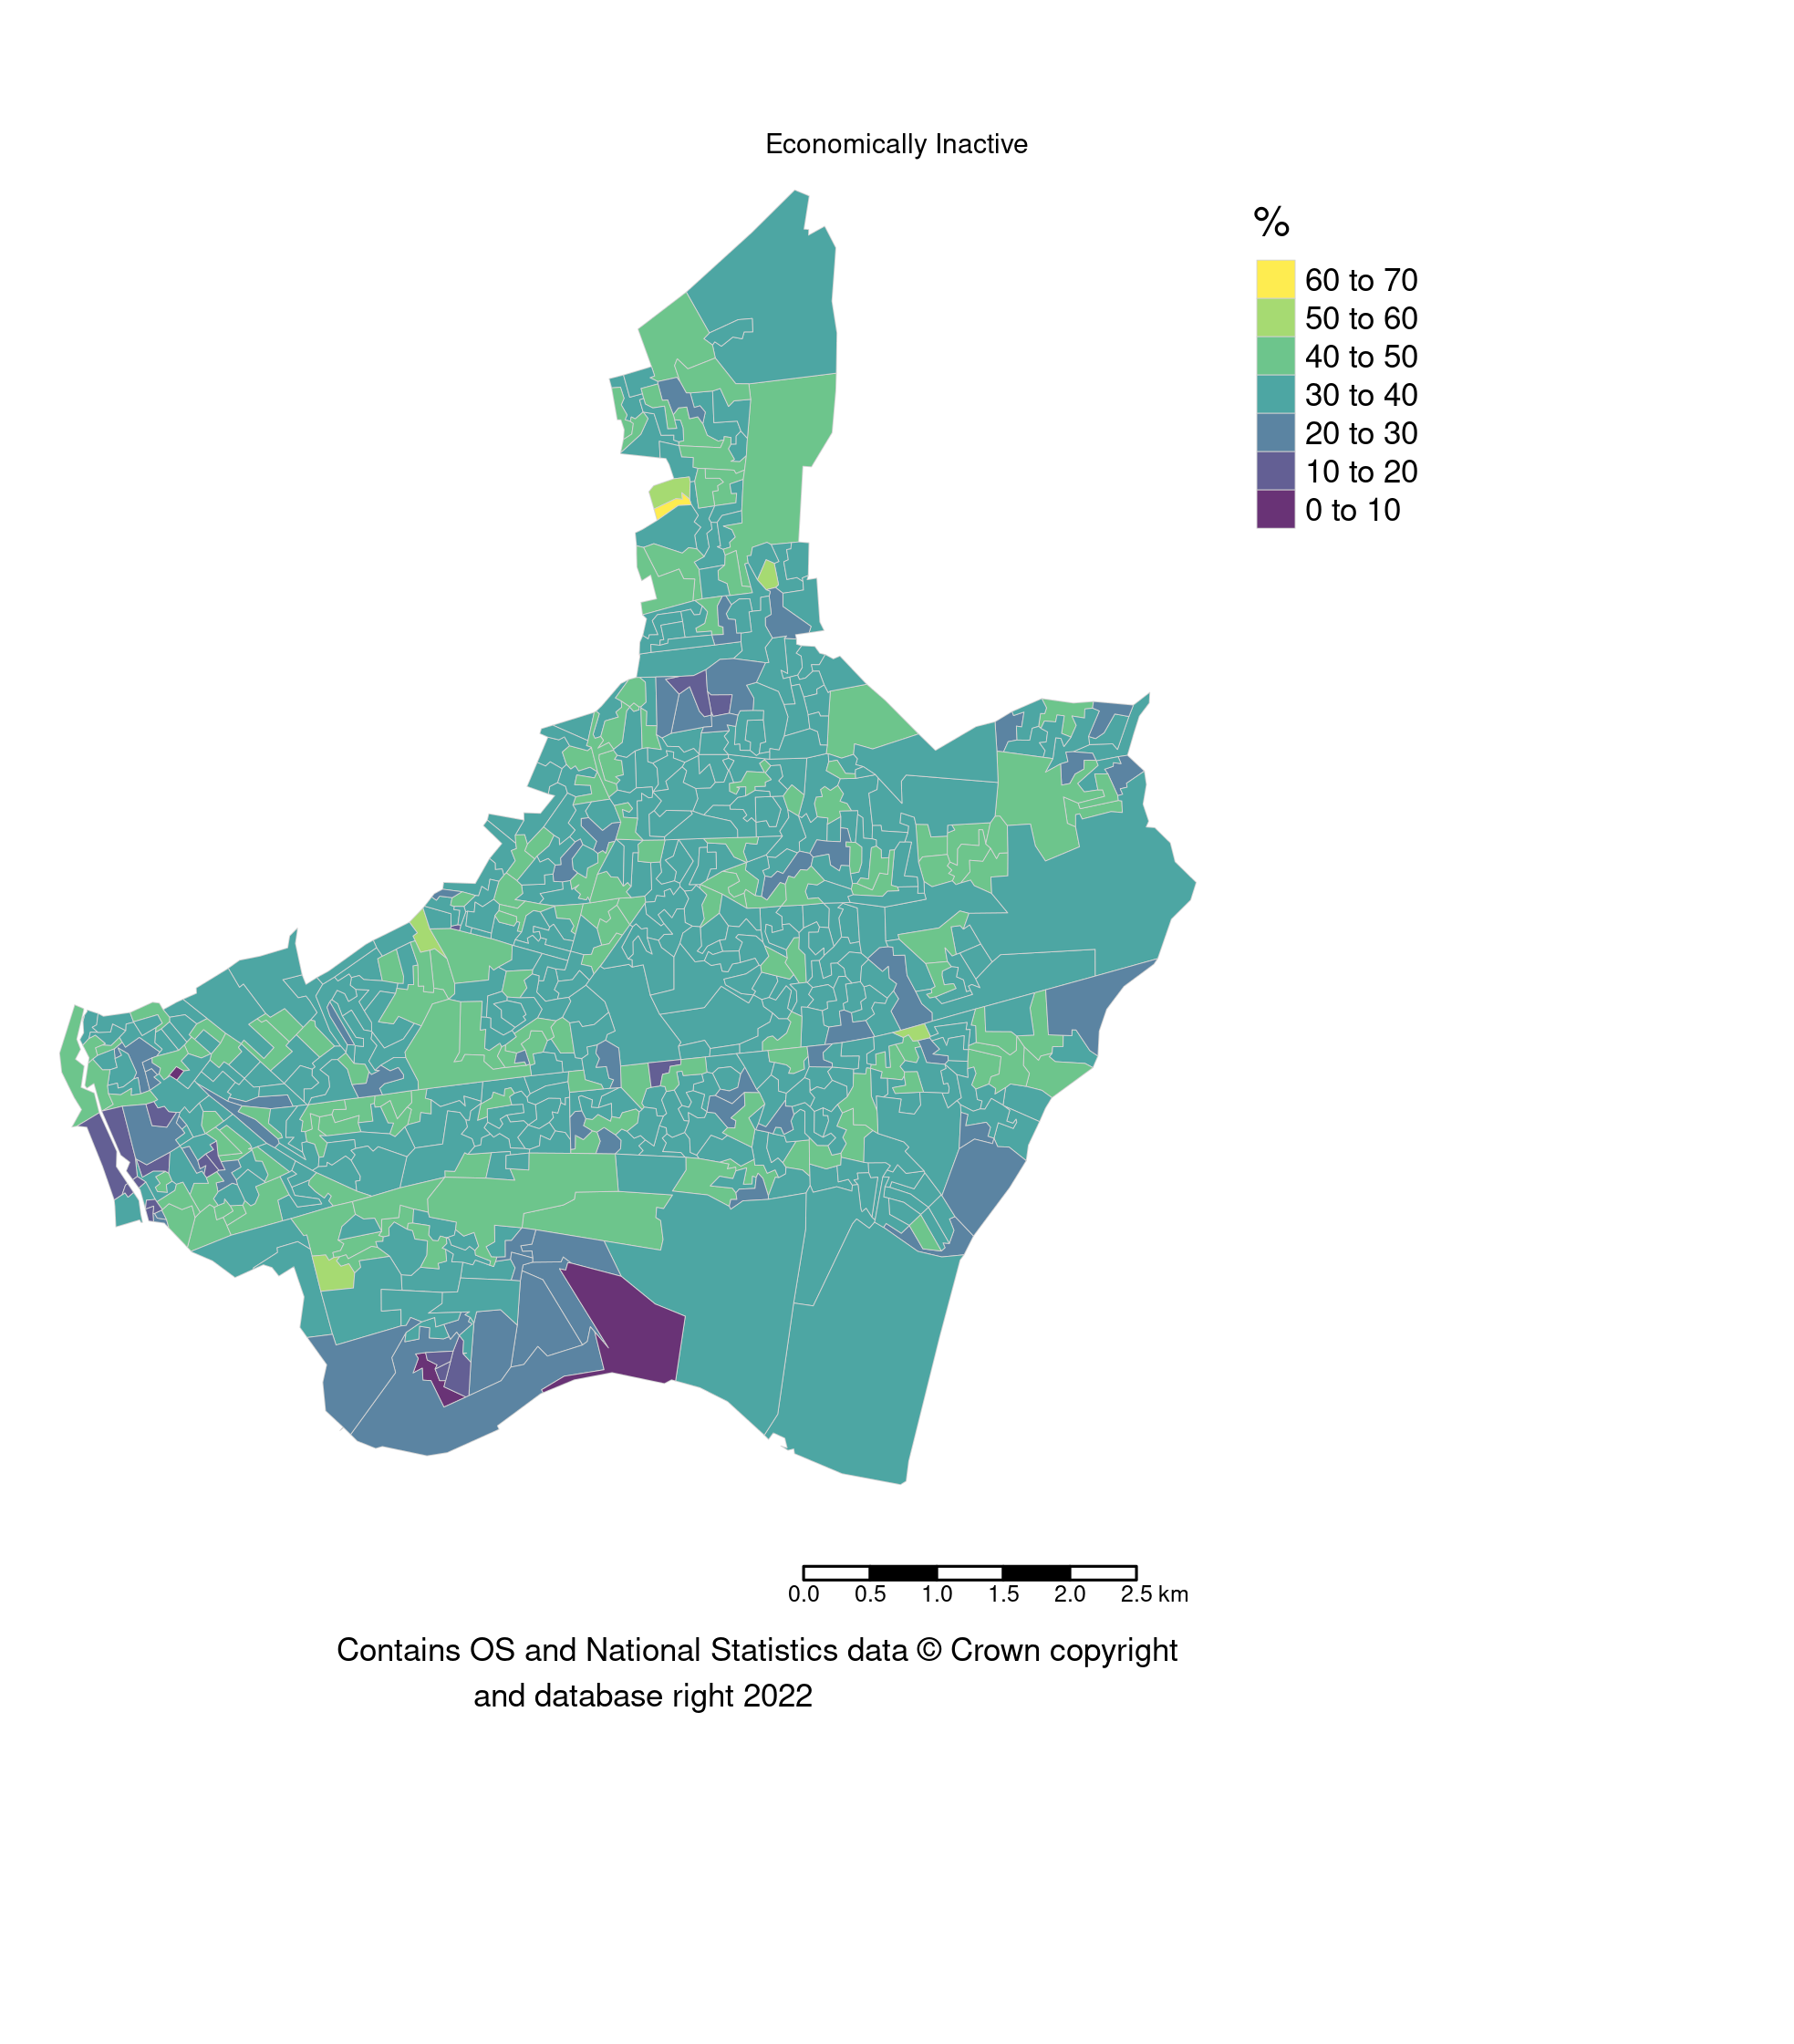 Economically Inactive
%
60 to 70
50 to 60
40 to 50
30 to 40
20 to 30
10 to 20
0 to 10
0.0 0.5 1.0 1.5 2.0 2.5 km
Contains OS and National Statistics data © Crown copyright
and database right 2022